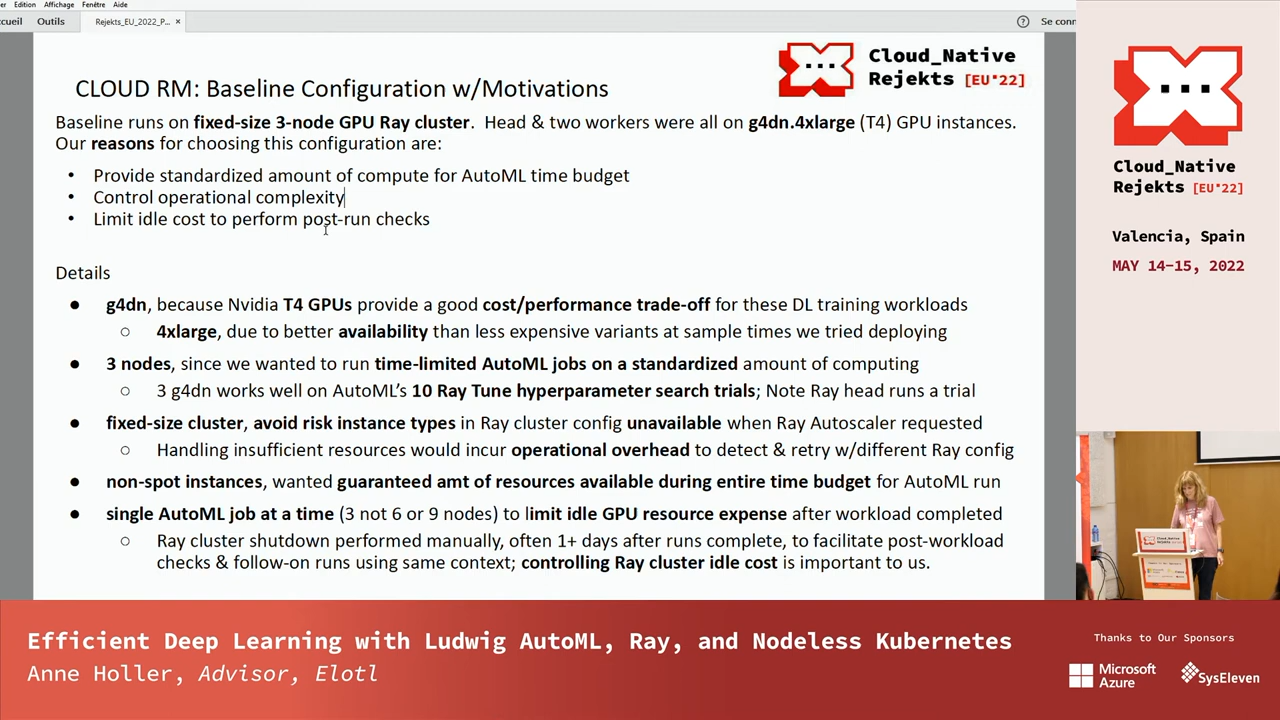 Edition Affichage Fenêtre Aide
Outils
Rejekts_EU_2022_P... ×
? Se conn
CLOUD RM: Baseline Configuration w/Motivations
Cloud_Native
Rejekts [EU'22]
Baseline runs on fixed-size 3-node GPU Ray cluster. Head & two workers were all on g4dn.4xlarge (T4) GPU instances.
Our reasons for choosing this configuration are:
• Provide standardized amount of compute for AutoML time budget
• Control operational complexity
• Limit idle cost to perform post-run checks
Details
● g4dn, because Nvidia T4 GPUs provide a good cost/performance trade-off for these DL training workloads
○ 4xlarge, due to better availability than less expensive variants at sample times we tried deploying
● 3 nodes, since we wanted to run time-limited AutoML jobs on a standardized amount of computing
○ 3 g4dn works well on AutoML's 10 Ray Tune hyperparameter search trials; Note Ray head runs a trial
● fixed-size cluster, avoid risk instance types in Ray cluster config unavailable when Ray Autoscaler requested
○ Handling insufficient resources would incur operational overhead to detect & retry w/different Ray config
● non-spot instances, wanted guaranteed amt of resources available during entire time budget for AutoML run
● single AutoML job at a time (3 not 6 or 9 nodes) to limit idle GPU resource expense after workload completed
○ Ray cluster shutdown performed manually, often 1+ days after runs complete, to facilitate post-workload
checks & follow-on runs using same context; controlling Ray cluster idle cost is important to us.
Cloud_Native
Rejekts [EU'22]
Valencia, Spain
MAY 14-15, 2022
Efficient Deep Learning with Ludwig AutoML, Ray, and Nodeless Kubernetes
Anne Holler, Advisor, Elotl
Thanks to Our Sponsors
Microsoft
Azure
SysEleven